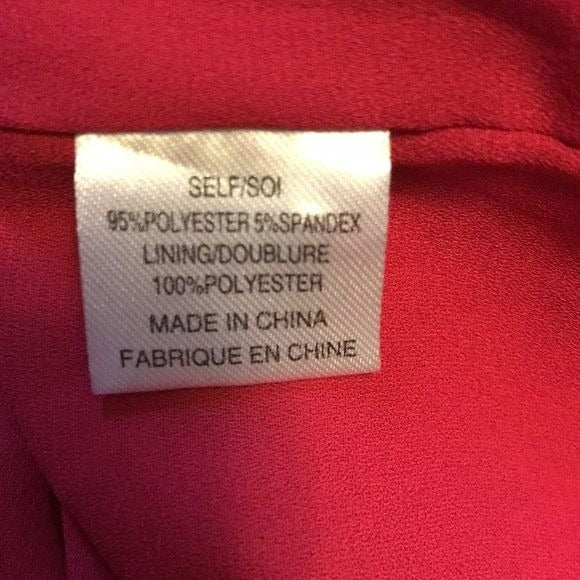 SELF/SOI
95%POLYESTER 5%SPANDEX
LINING/DOUBLURE
100%POLYESTER
MADE IN CHINA
FABRIQUE EN CHINE